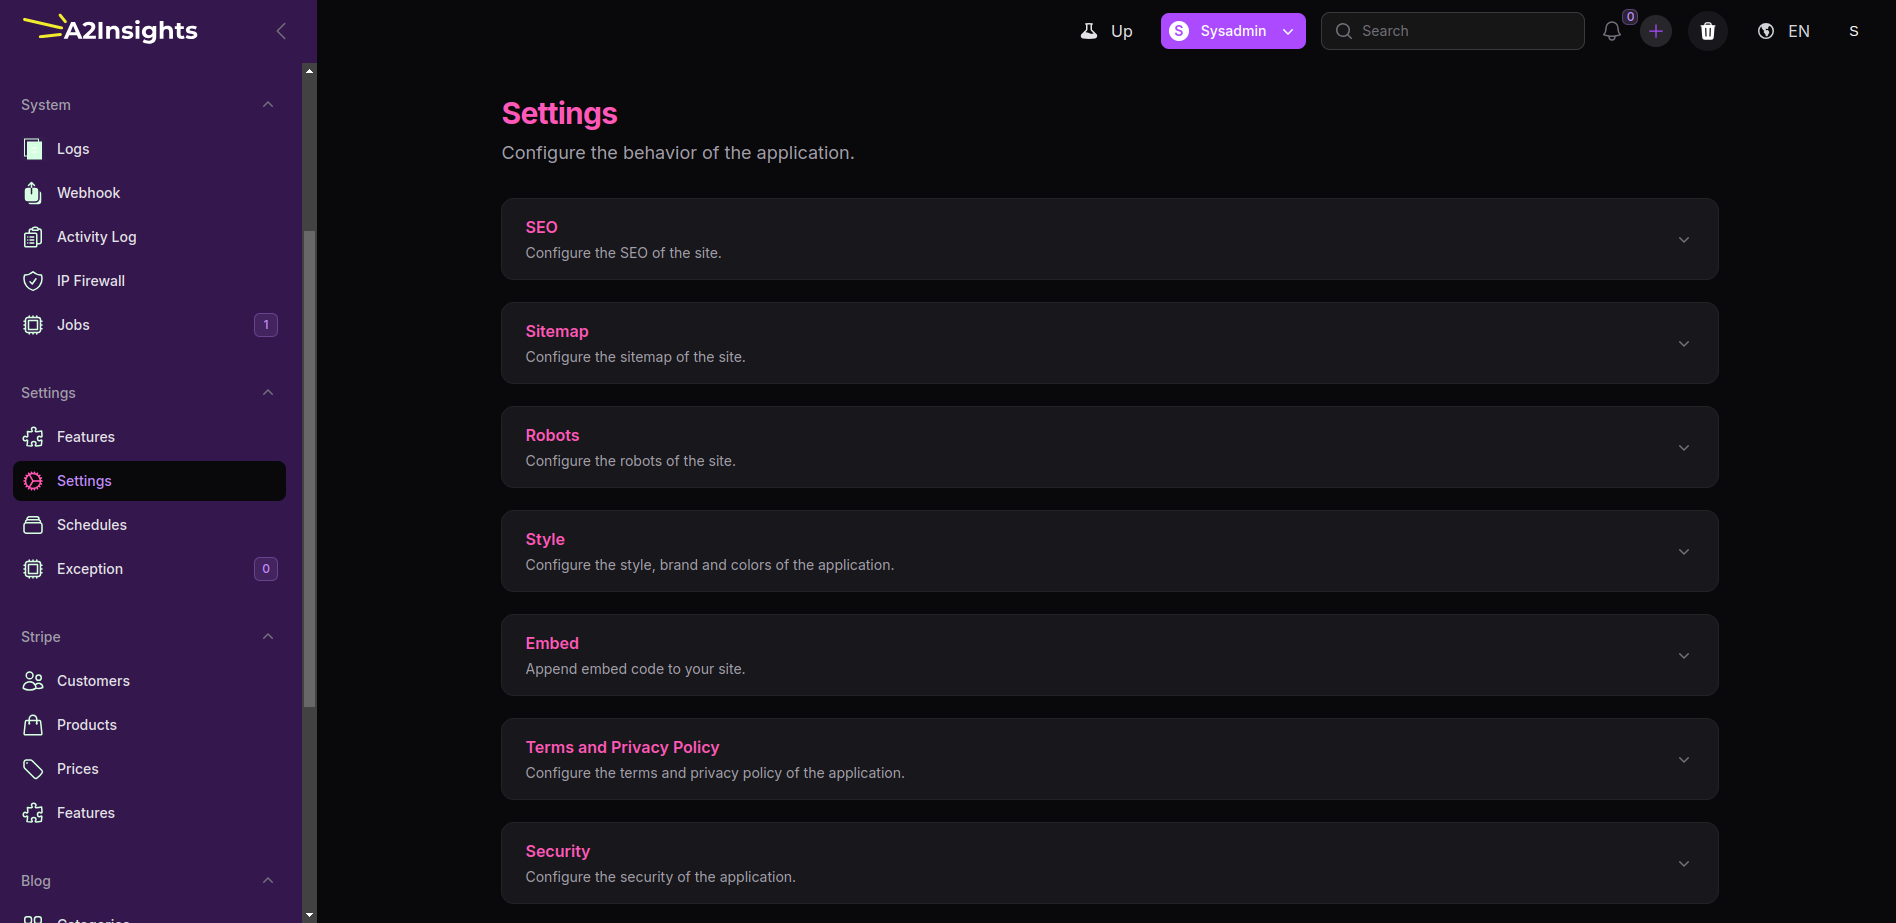 A2Insights
System
Logs
Webhook
Activity Log
IP Firewall
Jobs
1
Settings
Features
Settings
Schedules
Exception
0
Stripe
Customers
Products
Prices
Features
Blog
Categories
Up
S
Sysadmin
Search
0
EN
S
Settings
Configure the behavior of the application.
SEO
Configure the SEO of the site.
Sitemap
Configure the sitemap of the site.
Robots
Configure the robots of the site.
Style
Configure the style, brand and colors of the application.
Embed
Append embed code to your site.
Terms and Privacy Policy
Configure the terms and privacy policy of the application.
Security
Configure the security of the application.